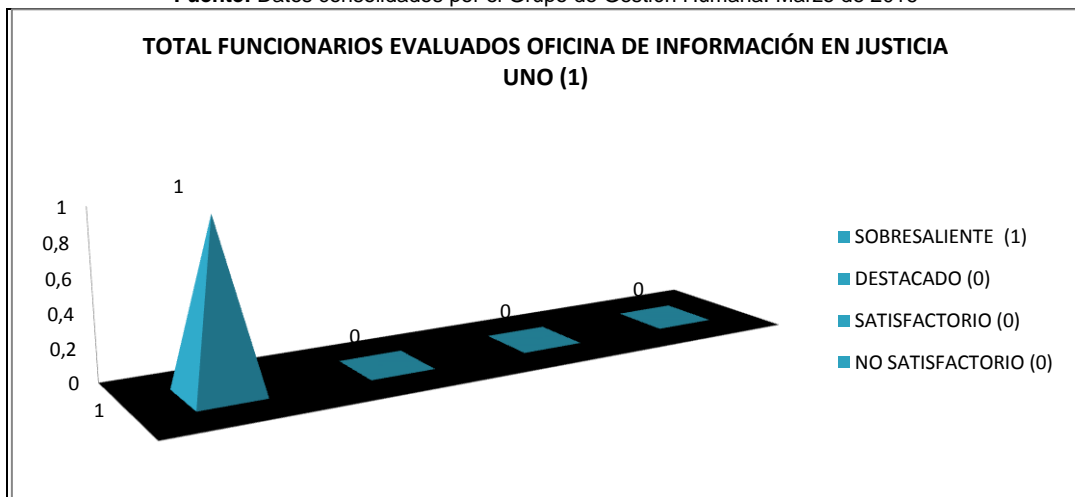 TOTAL FUNCIONARIOS EVALUADOS OFICINA DE INFORMACIÓN EN JUSTICIA
UNO (1)
1
1
0,8
0,6
0,4
0,2
0
1
0
0
0
SOBRESALIENTE (1)
DESTACADO (0)
SATISFACTORIO (0)
NO SATISFACTORIO (0)